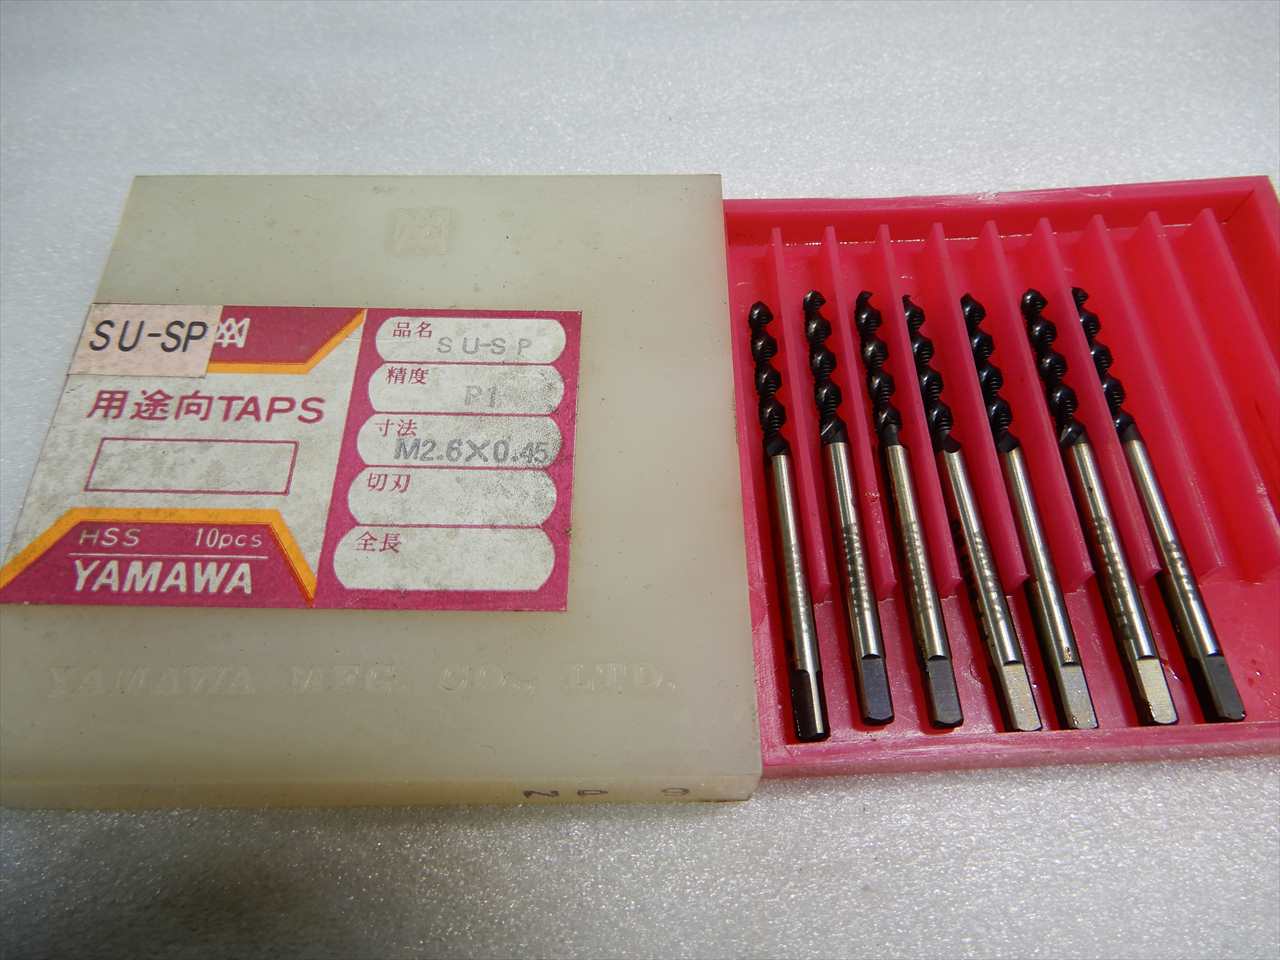 SU-SP
用途向TAPS
HSS 10pcs
YAMAWA
品名 SU-SP
精度 P1
寸法 M2.6×0.45
切刃
全長
YAMAWA MFG. CO., LTD.